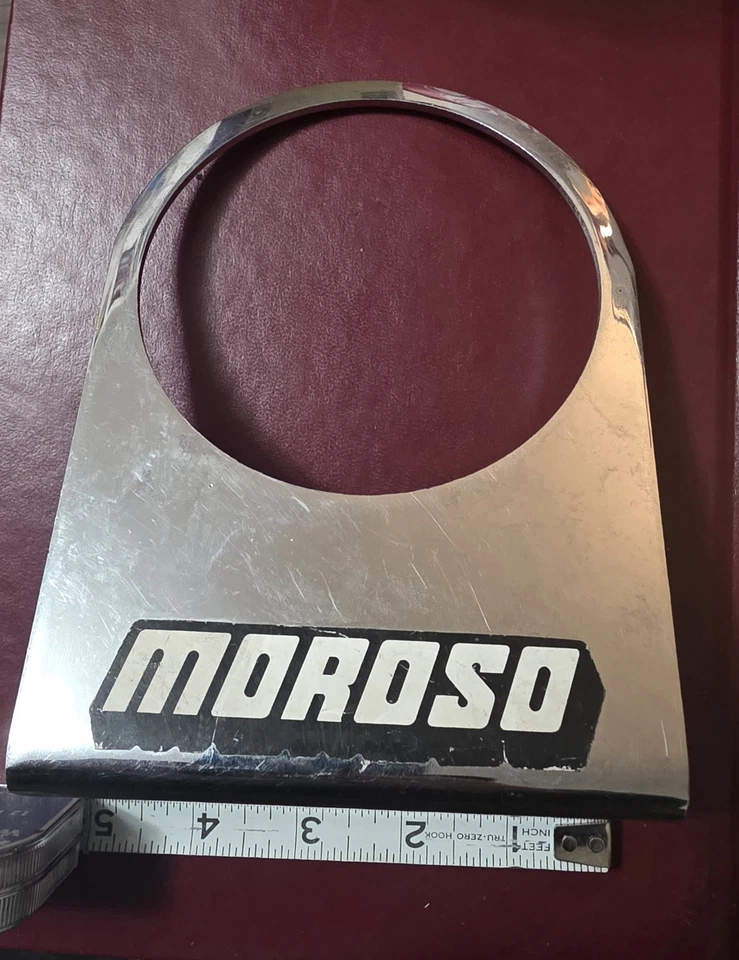 MOROSO
5 4 3 2 1
TRU-ZERO HOOK
FEET
INCH